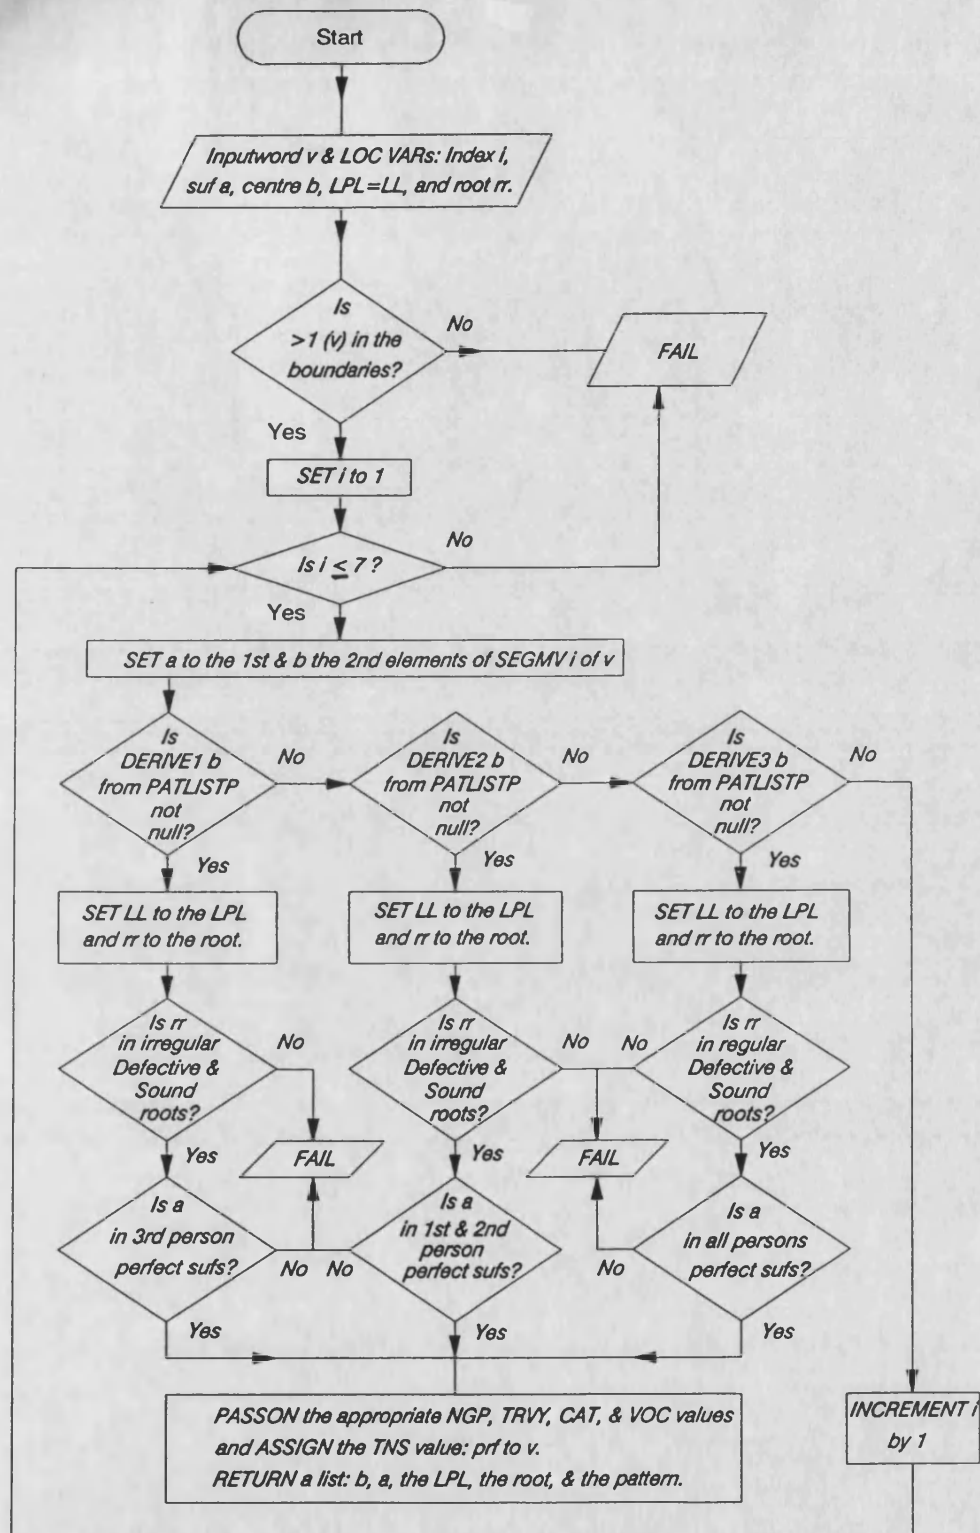 Start
Inputword v & LOC VARs: Index i,
suf a, centre b, LPL=LL, and root rr.
Is
>1 (v) in the
boundaries?
No
FAIL
Yes
SET i to 1
Is i ≤ 7 ?
No
Yes
SET a to the 1st & b the 2nd elements of SEGMV i of v
Is
DERIVE1 b
from PATLISTP
not
null?
No
Is
DERIVE2 b
from PATLISTP
not
null?
No
Is
DERIVE3 b
from PATLISTP
not
null?
No
Yes
Yes
Yes
SET LL to the LPL
and rr to the root.
SET LL to the LPL
and rr to the root.
SET LL to the LPL
and rr to the root.
Is rr
in irregular
Defective &
Sound
roots?
No
Is rr
in irregular
Defective &
Sound
roots?
No
No
Is rr
in regular
Defective &
Sound
roots?
Yes
FAIL
Yes
FAIL
Yes
Is a
in 3rd person
perfect sufs?
No
No
Is a
in 1st & 2nd
person
perfect sufs?
No
Is a
in all persons
perfect sufs?
Yes
Yes
Yes
PASSON the appropriate NGP, TRVY, CAT, & VOC values
and ASSIGN the TNS value: prf to v.
RETURN a list: b, a, the LPL, the root, & the pattern.
INCREMENT i
by 1